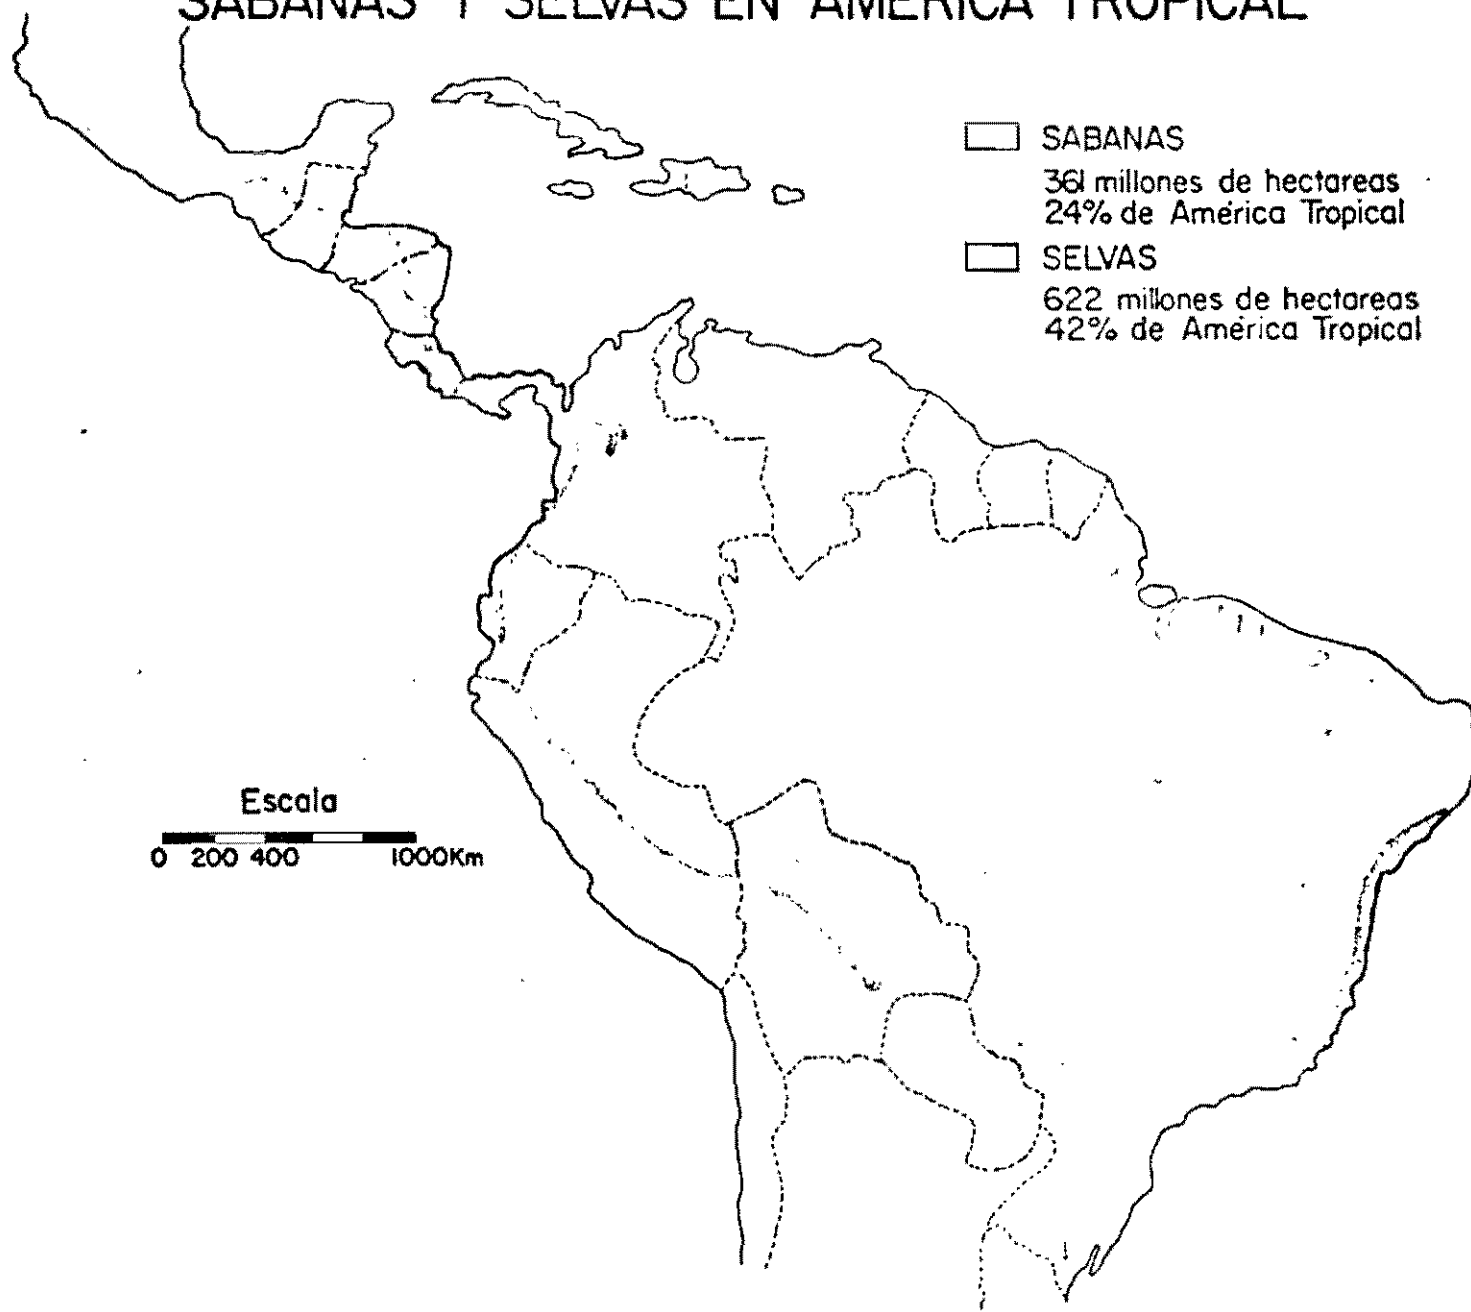 SABANAS Y SELVAS EN AMERICA TROPICAL
SABANAS
361 millones de hectareas
24% de América Tropical
SELVAS
622 millones de hectareas
42% de América Tropical
Escala
0 200 400 1000Km